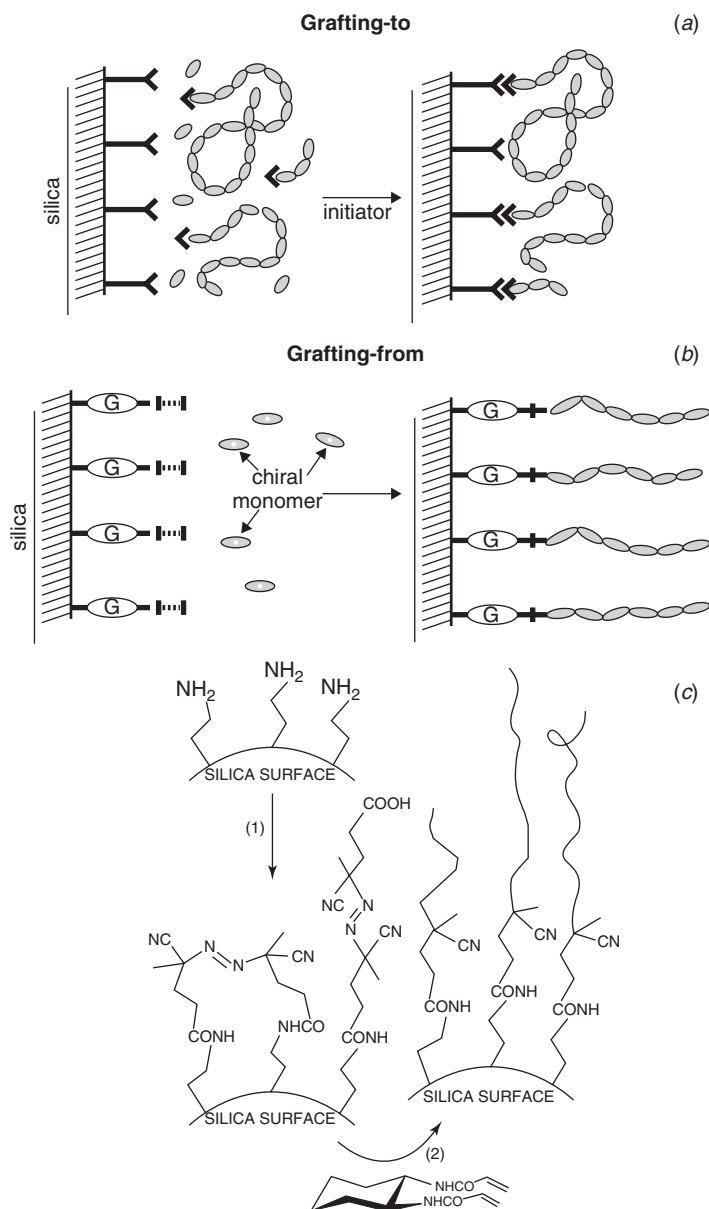 Grafting-to
(a)
silica
initiator
Grafting-from
(b)
silica
G
G
G
G
chiral
monomer
G
G
G
G
(c)
NH2
NH2
NH2
SILICA SURFACE
(1)
COOH
NC
N
N
CN
NC
N
N
CN
CONH
NHCO
CONH
SILICA SURFACE
CN
CONH
CN
CONH
CN
CONH
SILICA SURFACE
(2)
NHCO
NHCO